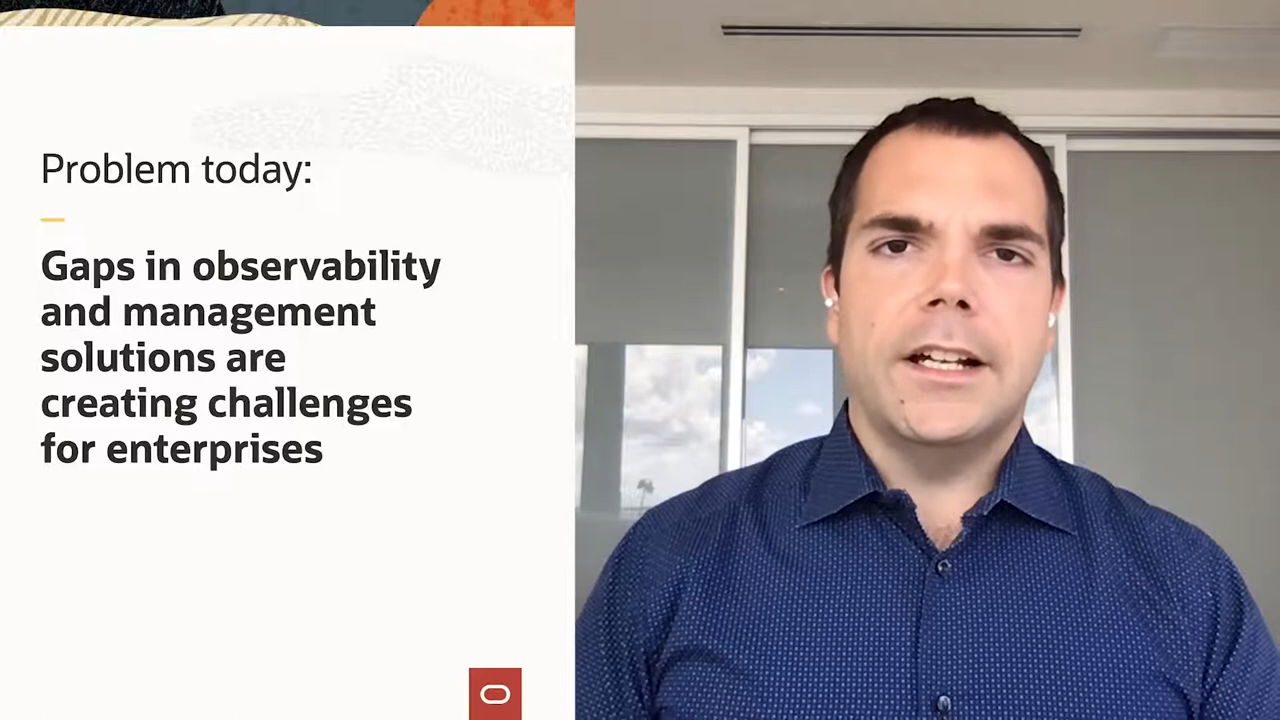 Problem today:
Gaps in observability
and management
solutions are
creating challenges
for enterprises